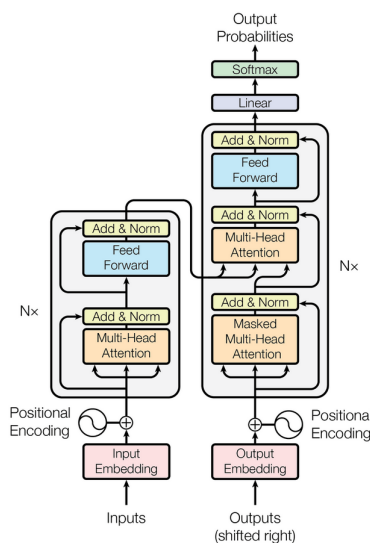 Output
Probabilities
Softmax
Linear
Add & Norm
Feed
Forward
Add & Norm
Multi-Head
Attention
Add & Norm
Masked
Multi-Head
Attention
Nx
Add & Norm
Feed
Forward
Add & Norm
Multi-Head
Attention
Nx
Positional
Encoding
Positiona
Encoding
Input
Embedding
Output
Embedding
Inputs
Outputs
(shifted right)